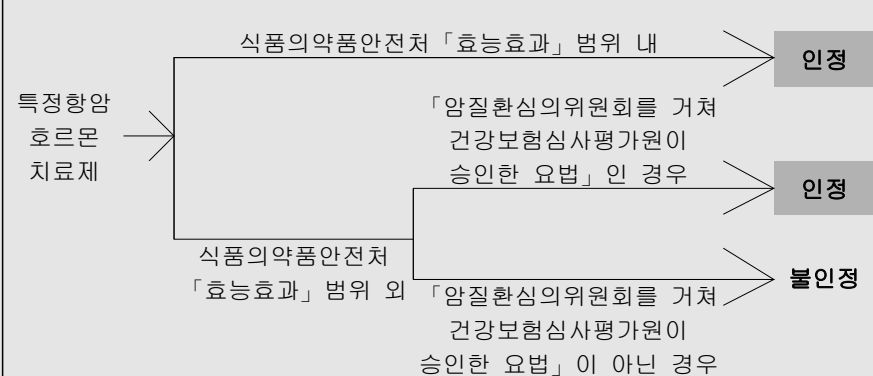 식품의약품안전처「효능효과」범위 내
인정
특정항암
호르몬
치료제
「암질환심의위원회를 거쳐
건강보험심사평가원이
승인한 요법」인 경우
인정
식품의약품안전처
「효능효과」범위 외
불인정
「암질환심의위원회를 거쳐
건강보험심사평가원이
승인한 요법」이 아닌 경우